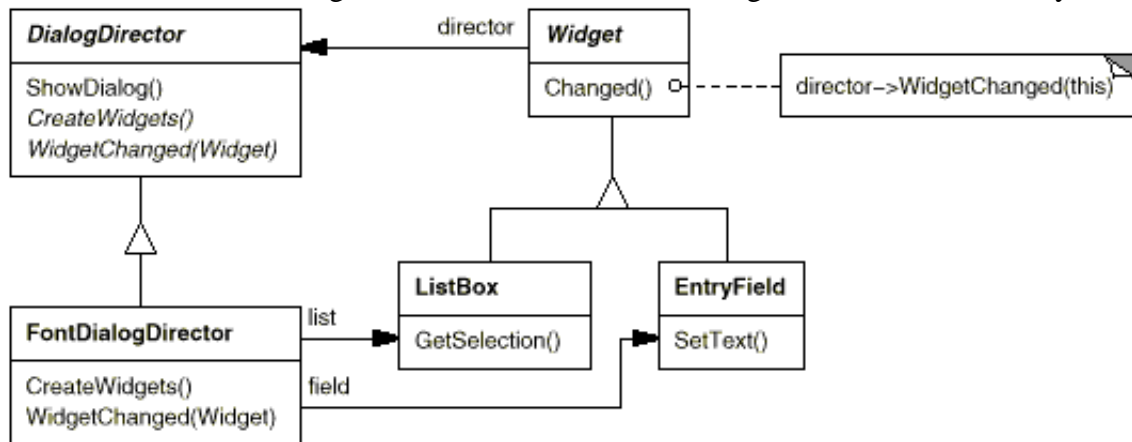 DialogDirector
ShowDialog()
CreateWidgets()
WidgetChanged(Widget)
director
Widget
Changed()
director->WidgetChanged(this)
ListBox
GetSelection()
EntryField
SetText()
FontDialogDirector
CreateWidgets()
WidgetChanged(Widget)
list
field